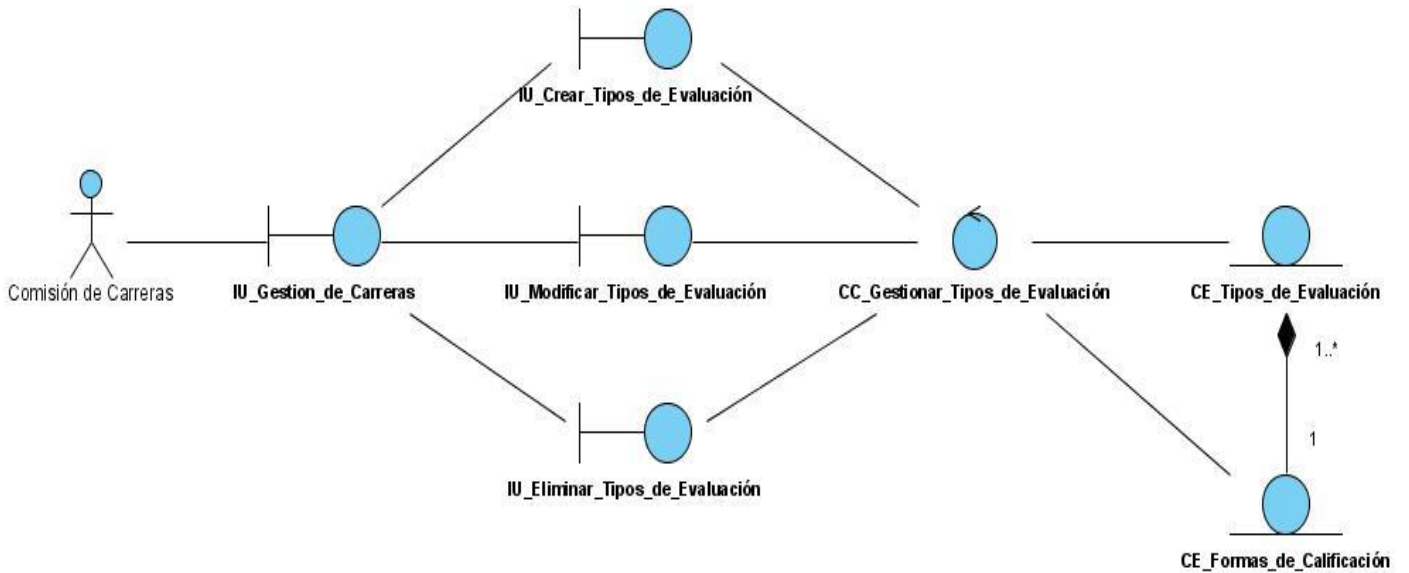 IU_Crear_Tipos_de_Evaluación
Comisión de Carreras
IU_Gestion_de_Carreras
IU_Modificar_Tipos_de_Evaluación
CC_Gestionar_Tipos_de_Evaluación
CE_Tipos_de_Evaluación
1..*
1
IU_Eliminar_Tipos_de_Evaluación
CE_Formas_de_Calificación